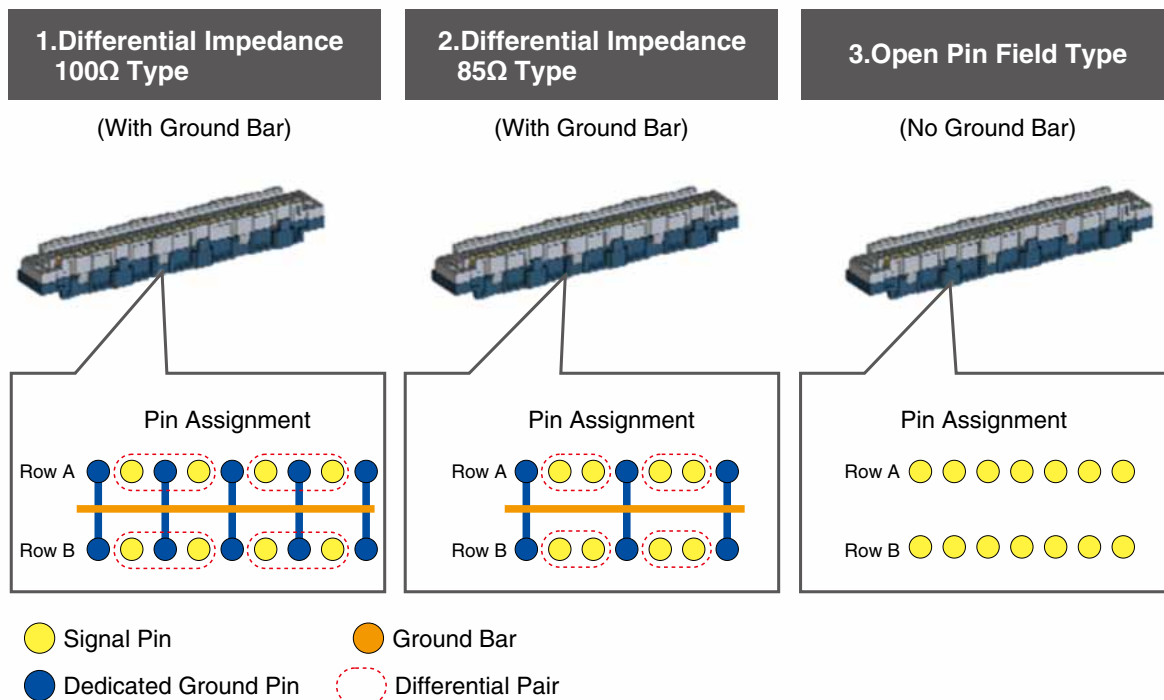 1.Differential Impedance
100Ω Type
2.Differential Impedance
85Ω Type
3.Open Pin Field Type
(With Ground Bar)
(With Ground Bar)
(No Ground Bar)
Pin Assignment
Row A
Row B
Pin Assignment
Row A
Row B
Pin Assignment
Row A
Row B
Signal Pin
Ground Bar
Dedicated Ground Pin
Differential Pair